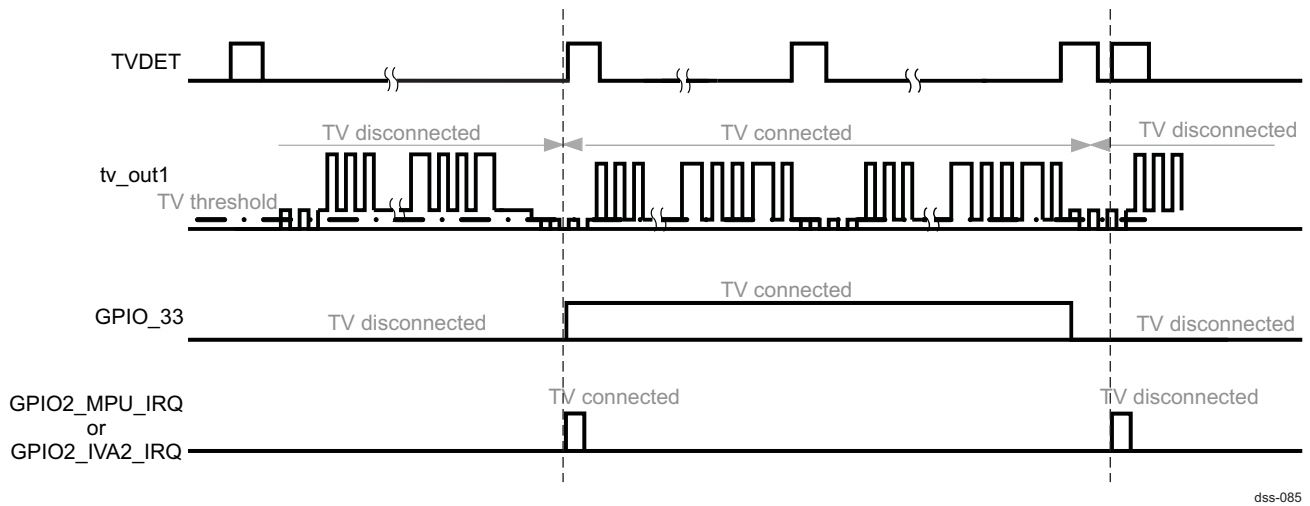 TVDET
TV disconnected
TV connected
TV disconnected
tv_out1
TV threshold
GPIO_33
TV disconnected
TV connected
TV disconnected
GPIO2_MPU_IRQ
or
GPIO2_IVA2_IRQ
TV connected
TV disconnected
dss-085